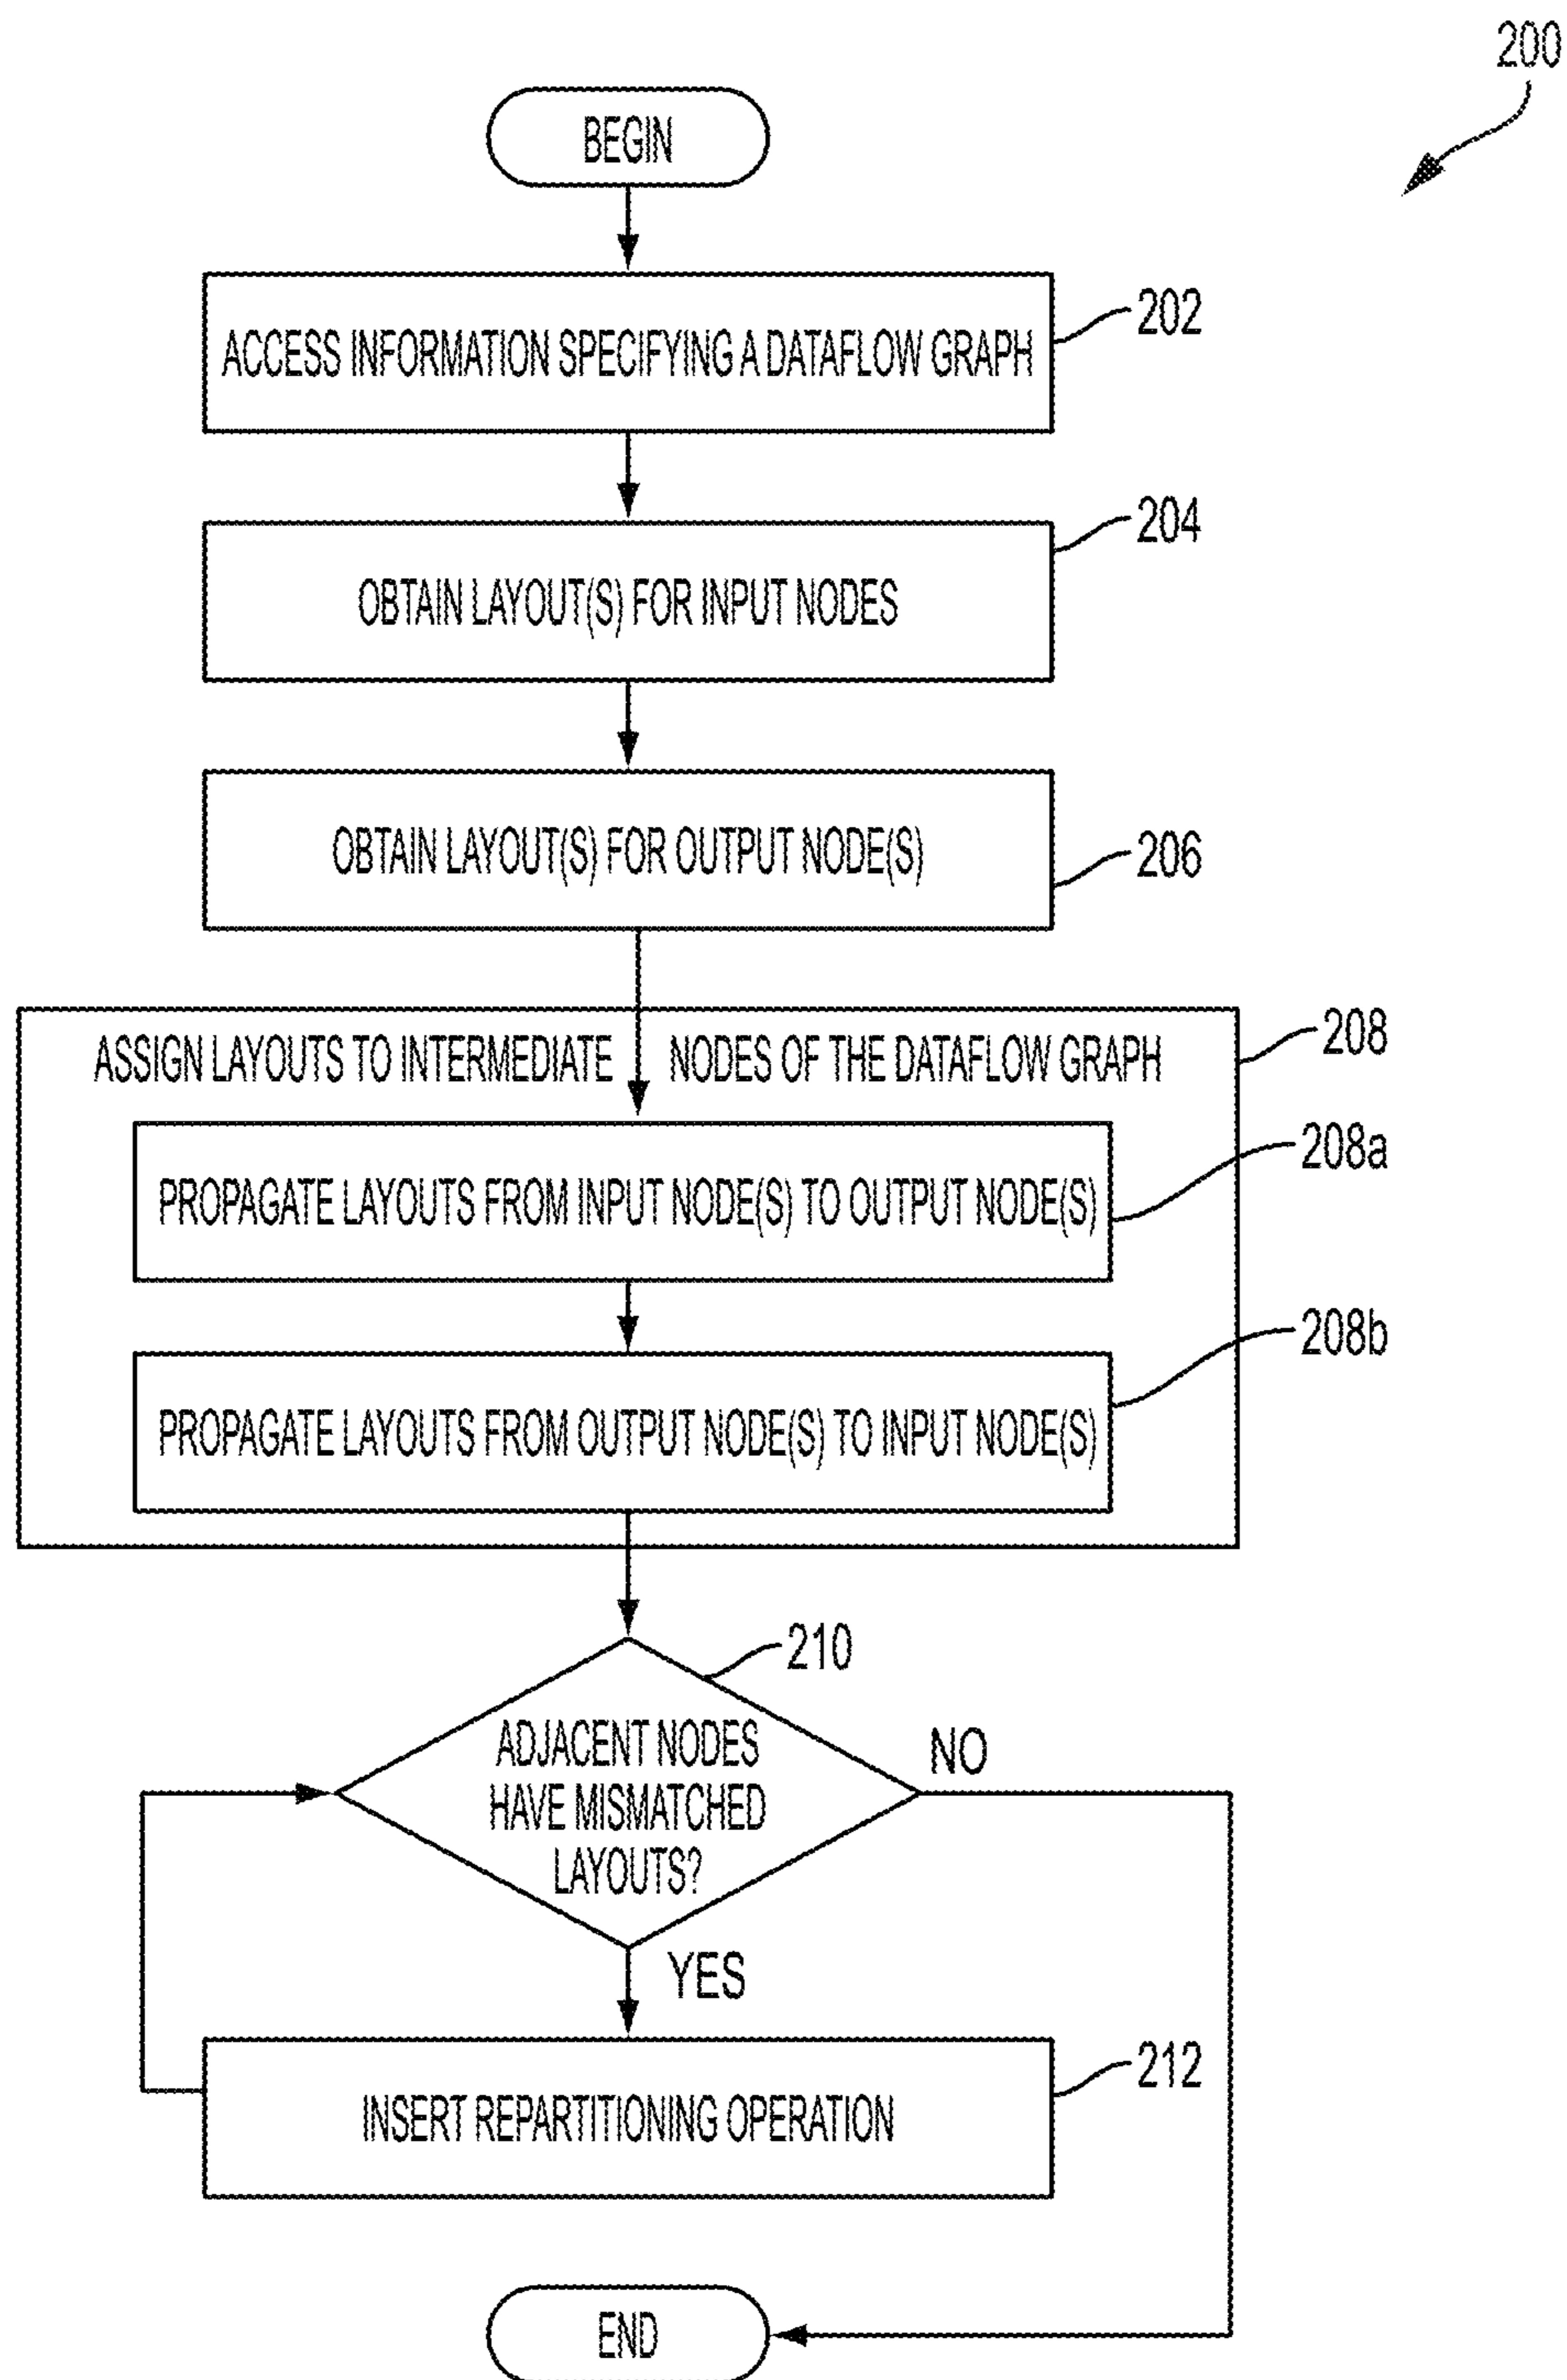 200
BEGIN
ACCESS INFORMATION SPECIFYING A DATAFLOW GRAPH
202
OBTAIN LAYOUT(S) FOR INPUT NODES
204
OBTAIN LAYOUT(S) FOR OUTPUT NODE(S)
206
ASSIGN LAYOUTS TO INTERMEDIATE NODES OF THE DATAFLOW GRAPH
208
PROPAGATE LAYOUTS FROM INPUT NODE(S) TO OUTPUT NODE(S)
208a
PROPAGATE LAYOUTS FROM OUTPUT NODE(S) TO INPUT NODE(S)
208b
210
ADJACENT NODES
HAVE MISMATCHED
LAYOUTS?
NO
YES
INSERT REPARTITIONING OPERATION
212
END